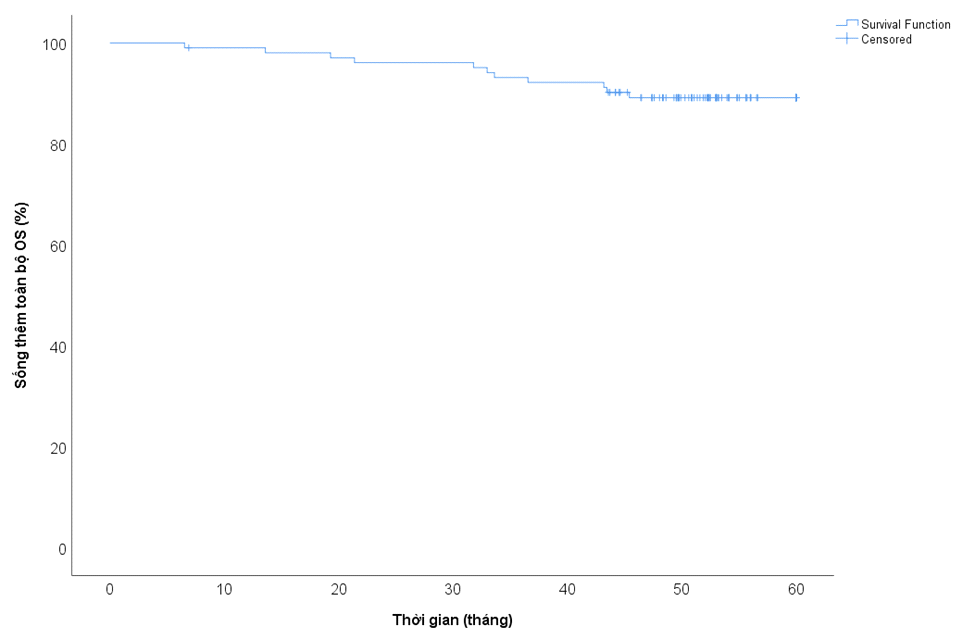 Survival Function
Censored
100
80
60
40
20
0
Sống thêm toàn bộ OS (%)
0 10 20 30 40 50 60
Thời gian (tháng)